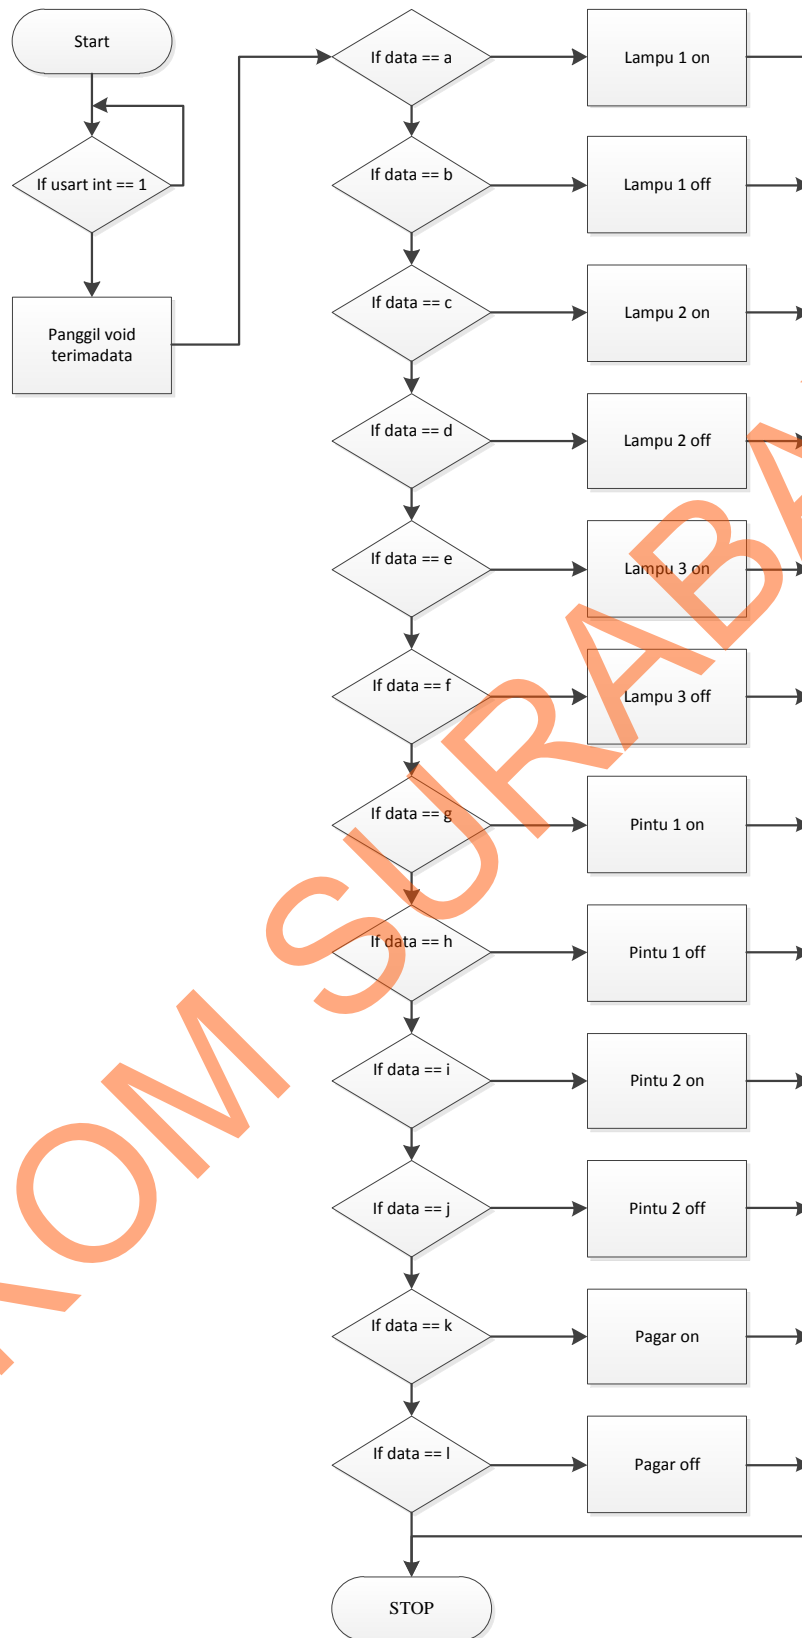 Start
If usart int == 1
Panggil void
terimadata
If data == a
Lampu 1 on
If data == b
Lampu 1 off
If data == c
Lampu 2 on
If data == d
Lampu 2 off
If data == e
Lampu 3 on
If data == f
Lampu 3 off
If data == g
Pintu 1 on
If data == h
Pintu 1 off
If data == i
Pintu 2 on
If data == j
Pintu 2 off
If data == k
Pagar on
If data == l
Pagar off
STOP
KOM SURABA